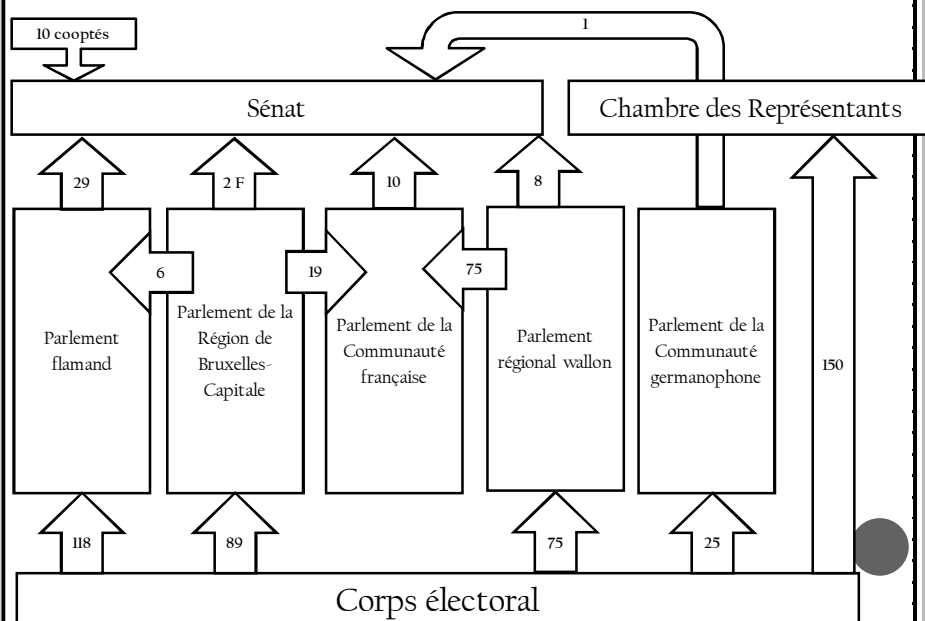 1
10 cooptés
Sénat
Chambre des Représentants
29
2 F
10
8
6
19
75
Parlement
flamand
Parlement de la
Région de
Bruxelles-
Capitale
Parlement de la
Communauté
française
Parlement
régional wallon
Parlement de la
Communauté
germanophone
150
118
89
75
25
Corps électoral